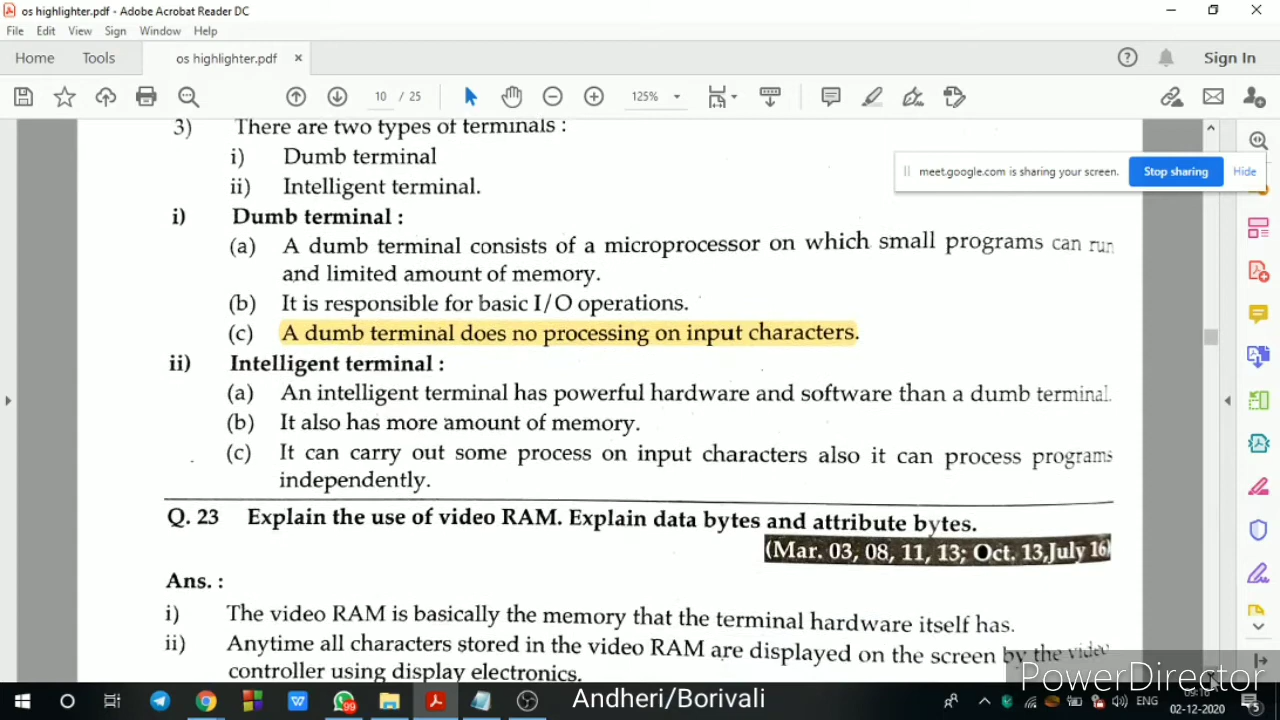 os highlighter.pdf - Adobe Acrobat Reader DC
File Edit View Sign Window Help
Home Tools os highlighter.pdf × Sign In
10 / 25 125%
3) There are two types of terminals :
i) Dumb terminal
meet.google.com is sharing your screen. Stop sharing Hide
ii) Intelligent terminal.
i) Dumb terminal :
(a) A dumb terminal consists of a microprocessor on which small programs can run
and limited amount of memory.
(b) It is responsible for basic I/O operations.
(c) A dumb terminal does no processing on input characters.
ii) Intelligent terminal :
(a) An intelligent terminal has powerful hardware and software than a dumb terminal.
(b) It also has more amount of memory.
(c) It can carry out some process on input characters also it can process programs
independently.
Q. 23 Explain the use of video RAM. Explain data bytes and attribute bytes.
(Mar. 03, 08, 11, 13; Oct. 13,July 16)
Ans. :
i) The video RAM is basically the memory that the terminal hardware itself has.
ii) Anytime all characters stored in the video RAM are displayed on the screen by the video
controller using display electronics.
PowerDirector
99 Andheri/Borivali ENG 09:10
02-12-2020 5